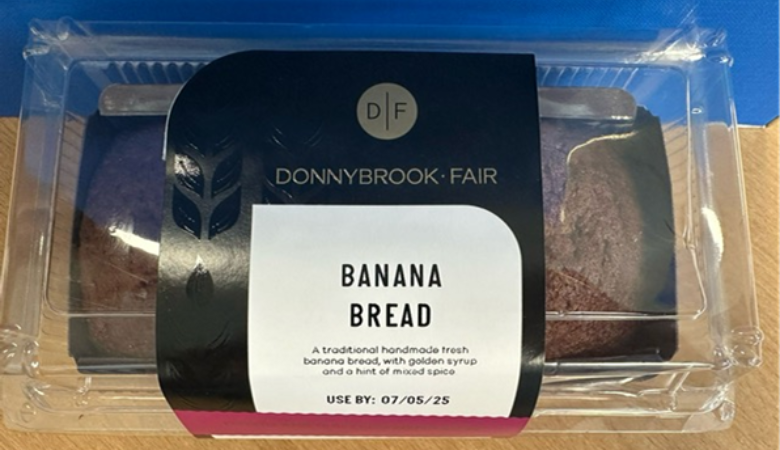 D|F
DONNYBROOK·FAIR
BANANA
BREAD
A traditional handmade fresh
banana bread, with golden syrup
and a hint of mixed spice
USE BY: 07/05/25